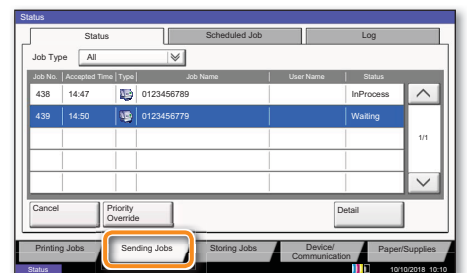 Status
Status Scheduled Job Log
Job Type All
Job No. Accepted Time Type Job Name User Name Status
438 14:47 0123456789 InProcess
439 14:50 0123456779 Waiting
1/1
Cancel Priority Override Detail
Printing Jobs Sending Jobs Storing Jobs Device/ Communication Paper/Supplies
Status 10/10/2018 10:10